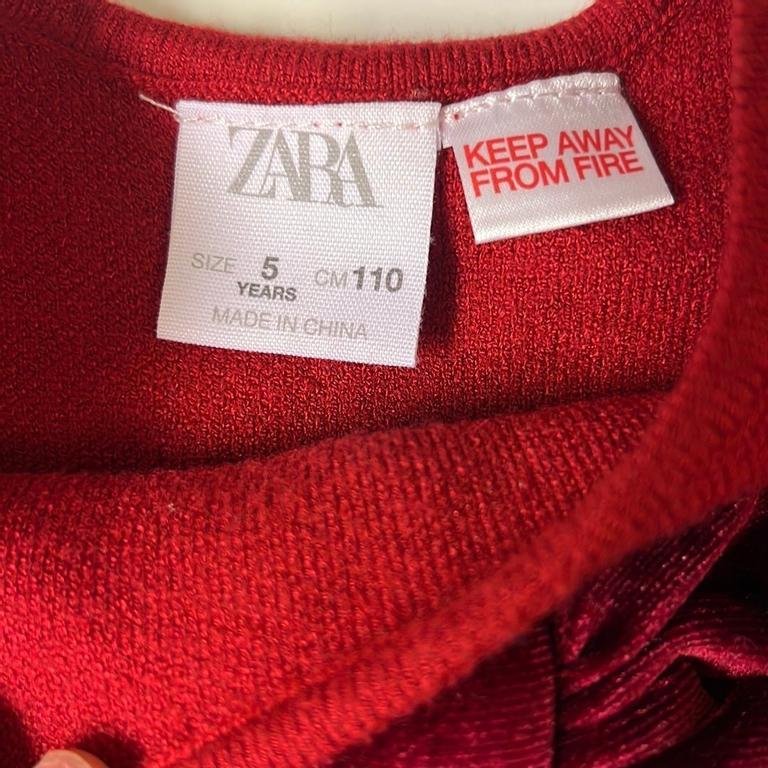 ZARA
SIZE 5 YEARS CM 110
MADE IN CHINA
KEEP AWAY
FROM FIRE